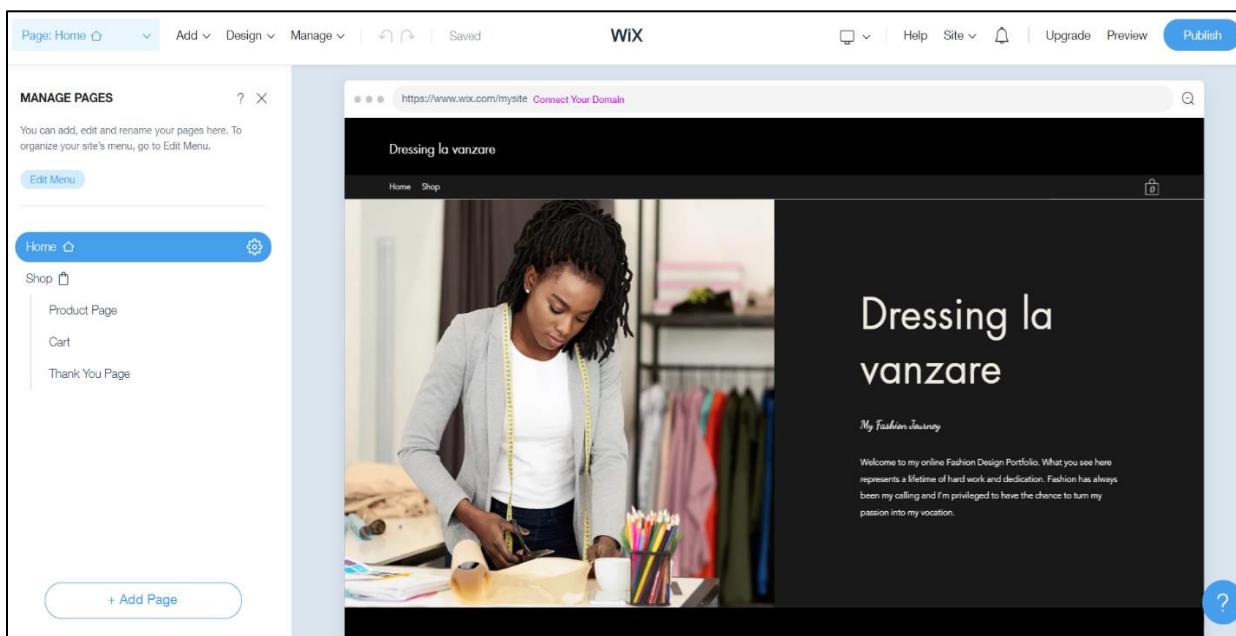 Page: Home
Add
Design
Manage
Saved
WiX
Help
Site
Upgrade
Preview
Publish
MANAGE PAGES
?
You can add, edit and rename your pages here. To
organize your site's menu, go to Edit Menu.
Edit Menu
Home
Shop
Product Page
Cart
Thank You Page
+ Add Page
https://www.wix.com/mysite Connect Your Domain
Dressing la vanzare
Home Shop
0
Dressing la
vanzare
My Fashion Journey
Welcome to my online Fashion Design Portfolio. What you see here
represents a lifetime of hard work and dedication. Fashion has always
been my calling and I'm privileged to have the chance to turn my
passion into my vocation.
?